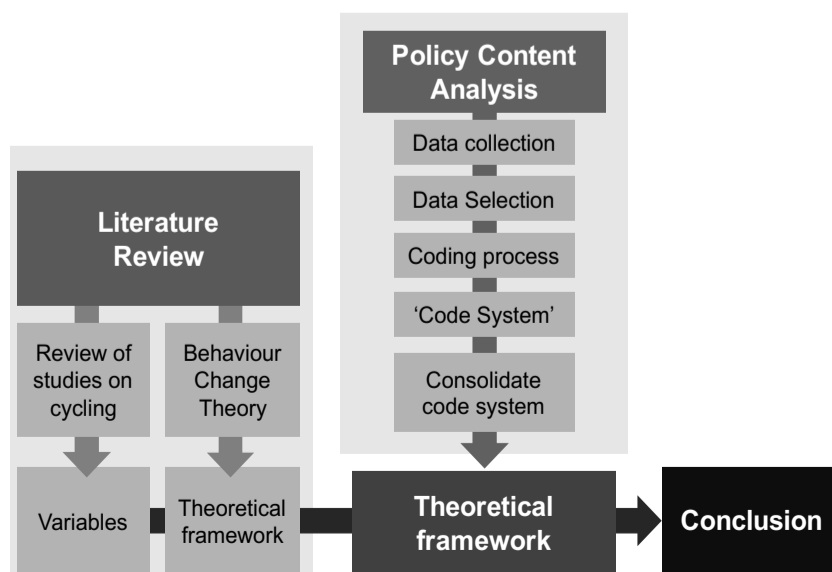 Policy Content
Analysis
Data collection
Data Selection
Coding process
‘Code System’
Consolidate
code system
Literature
Review
Review of
studies on
cycling
Behaviour
Change
Theory
Variables
Theoretical
framework
Theoretical
framework
Conclusion